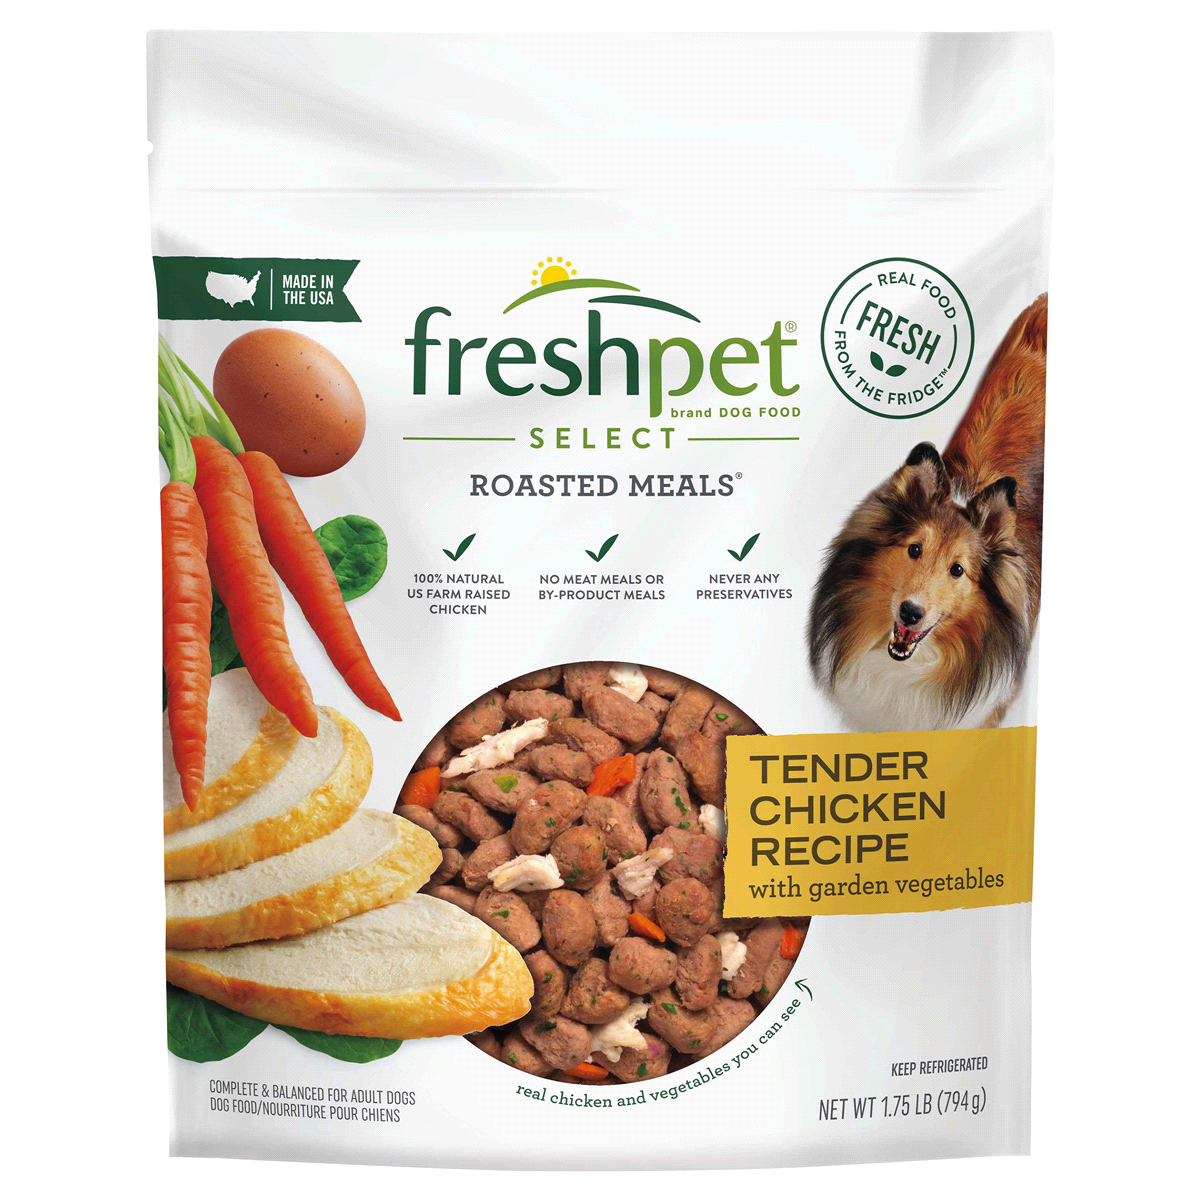 MADE IN
THE USA
freshpet®
brand DOG FOOD
SELECT
ROASTED MEALS®
REAL FOOD
FRESH
FROM THE FRIDGE™
100% NATURAL
US FARM RAISED
CHICKEN
NO MEAT MEALS OR
BY-PRODUCT MEALS
NEVER ANY
PRESERVATIVES
TENDER
CHICKEN
RECIPE
with garden vegetables
real chicken and vegetables you can see
COMPLETE & BALANCED FOR ADULT DOGS
DOG FOOD/NOURRITURE POUR CHIENS
KEEP REFRIGERATED
NET WT 1.75 LB (794g)